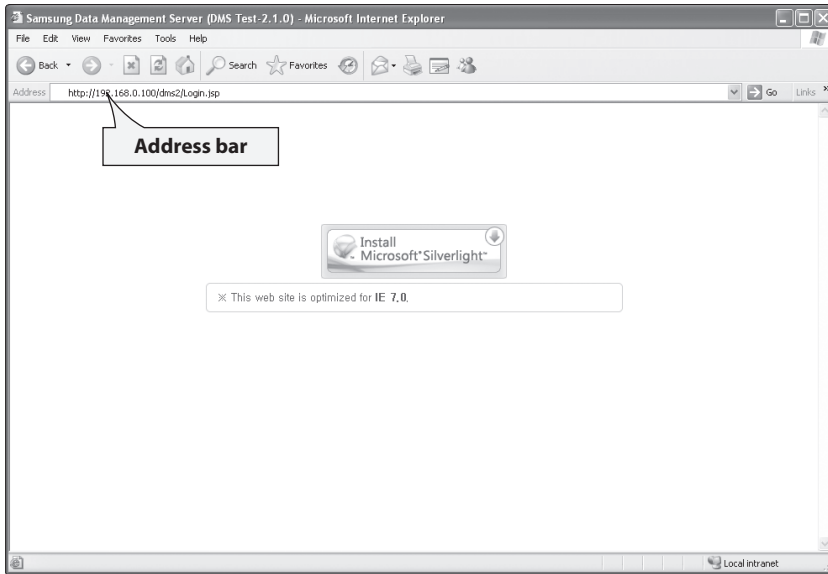 Samsung Data Management Server (DMS Test-2.1.0) - Microsoft Internet Explorer
File Edit View Favorites Tools Help
Back Search Favorites
Address http://192.168.0.100/dms2/Login.jsp Go Links »
Address bar
Install
Microsoft® Silverlight™
※ This web site is optimized for IE 7.0.
Local intranet